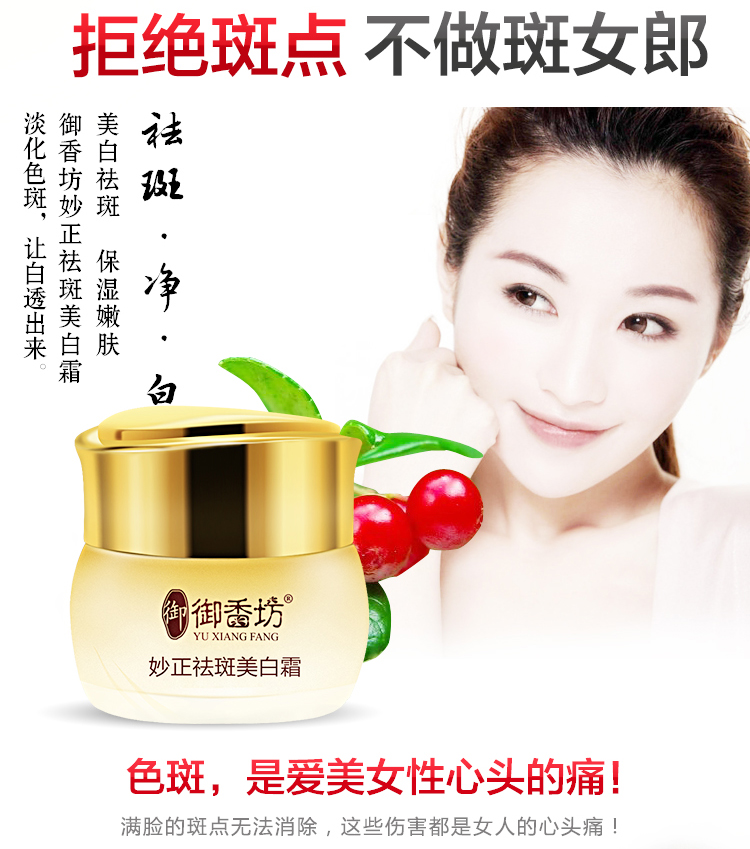 拒绝斑点 不做斑女郎
祛斑·净·白
美白祛斑 保湿嫩肤
御香坊妙正祛斑美白霜
淡化色斑，让白透出来。
御 御香坊®
YU XIANG FANG
妙正祛斑美白霜
色斑，是爱美女性心头的痛！
满脸的斑点无法消除，这些伤害都是女人的心头痛！